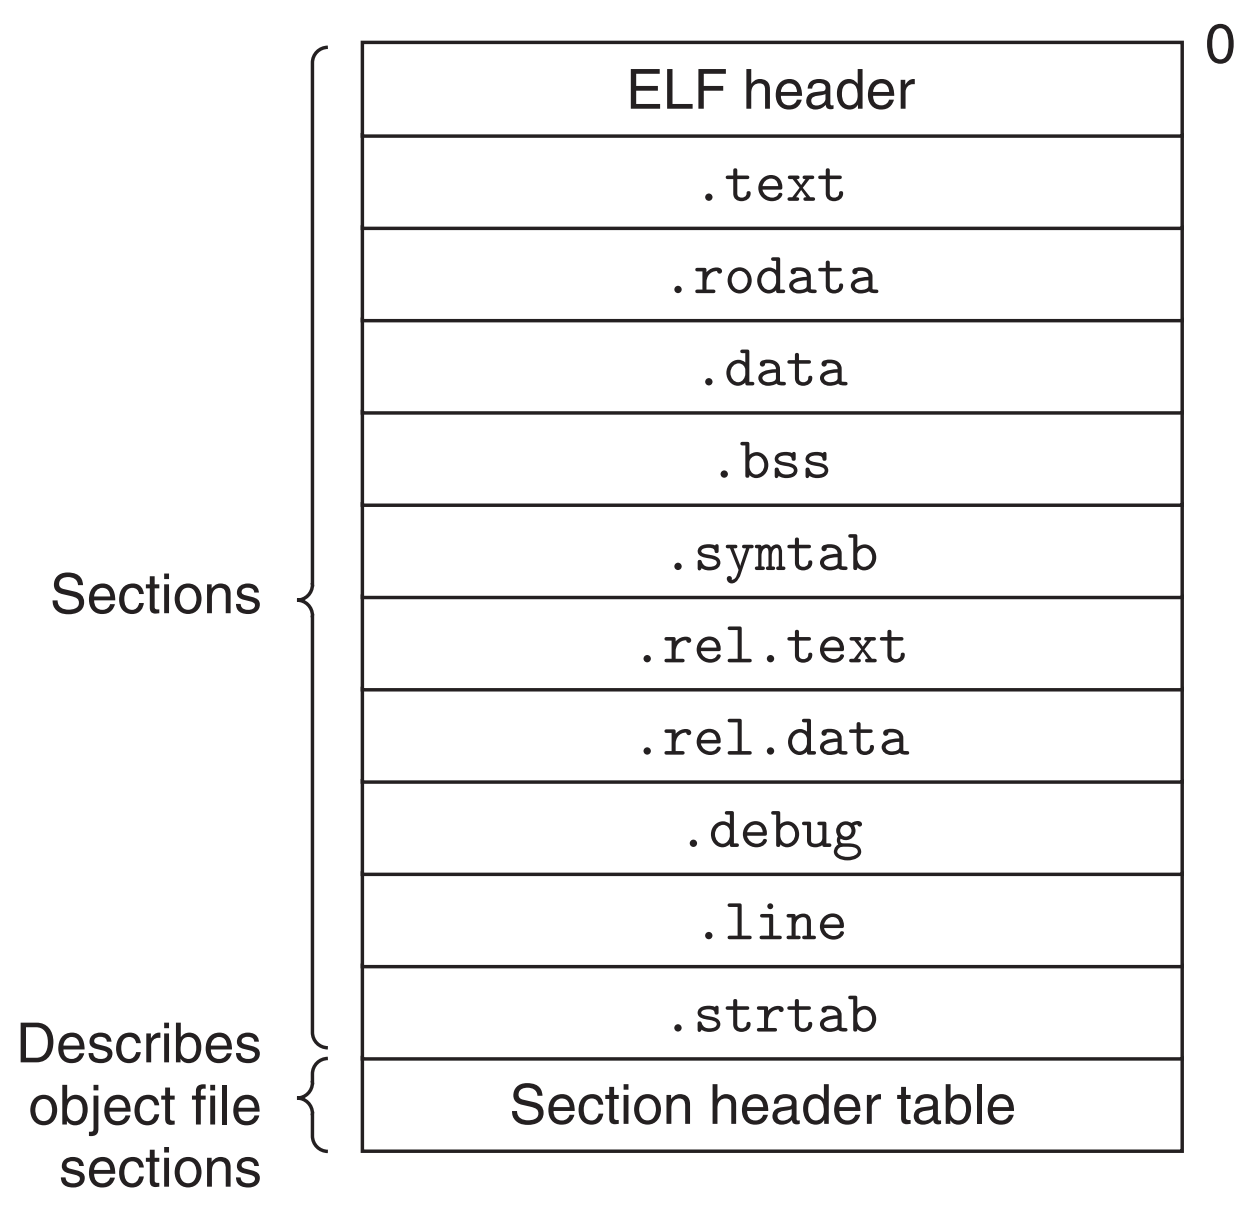 0
ELF header
.text
.rodata
.data
.bss
.symtab
.rel.text
.rel.data
.debug
.line
.strtab
Section header table
Sections
Describes
object file
sections